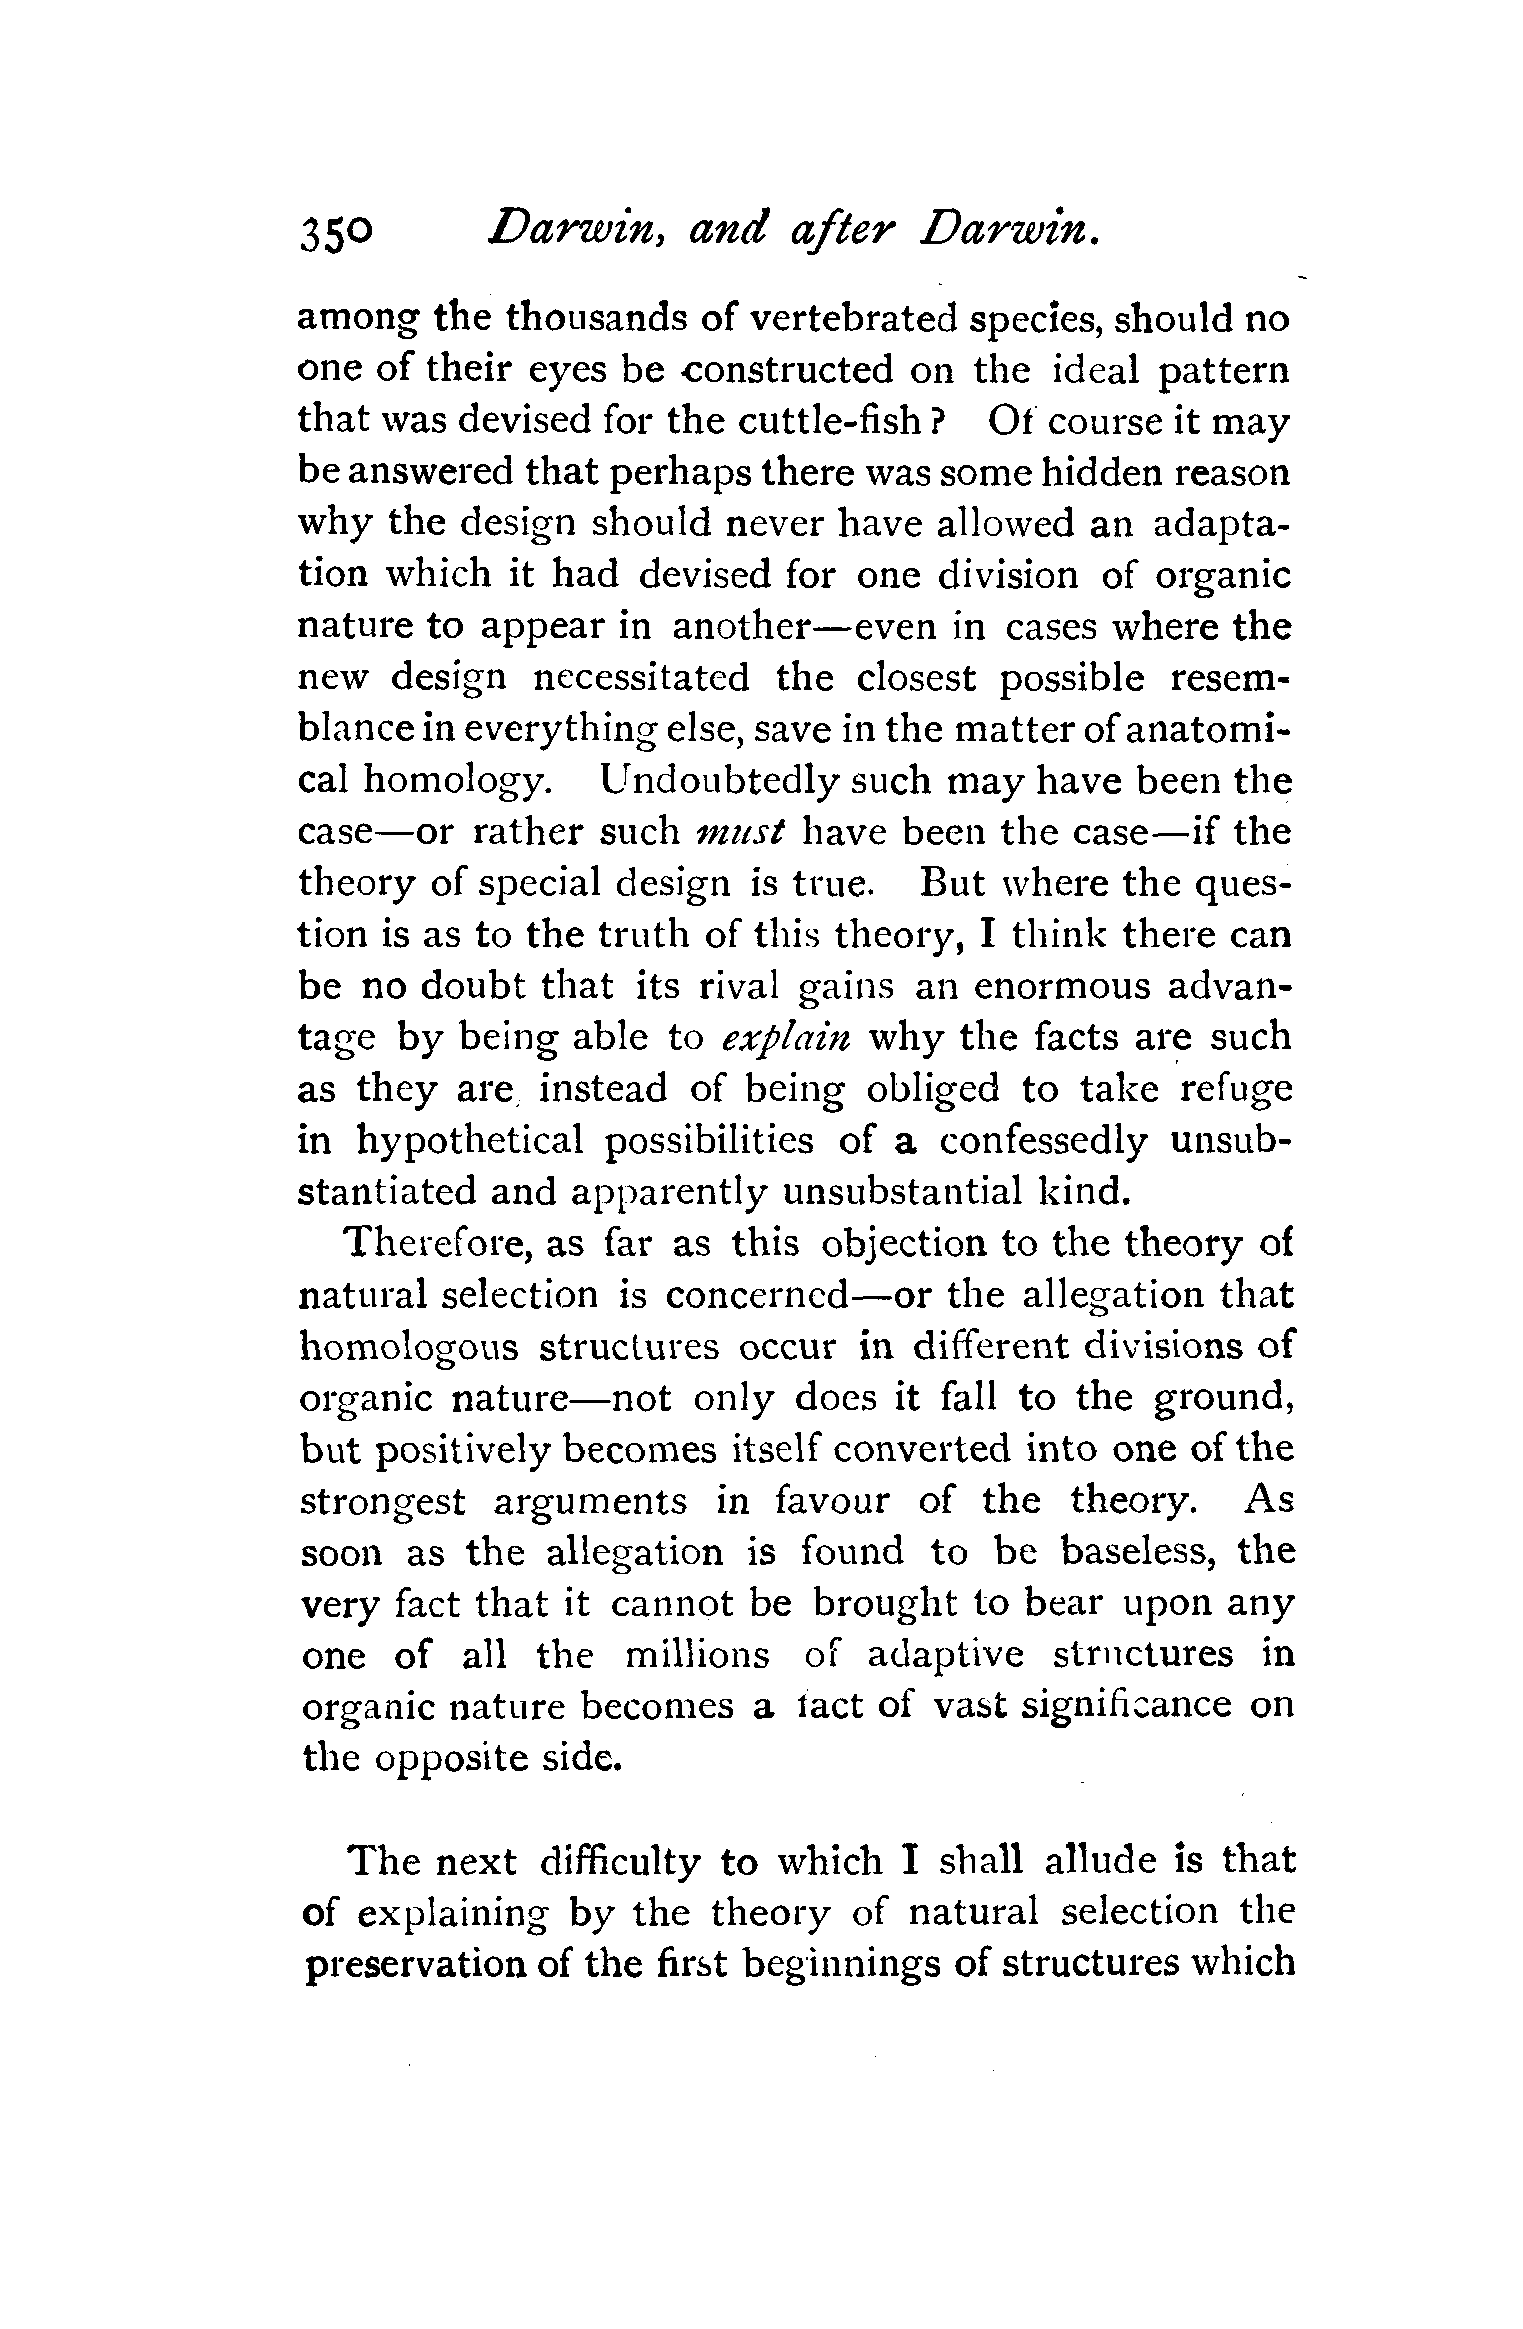 350 Darwin, and after Darwin.
among the thousands of vertebrated species, should no
one of their eyes be constructed on the ideal pattern
that was devised for the cuttle-fish? Of course it may
be answered that perhaps there was some hidden reason
why the design should never have allowed an adapta-
tion which it had devised for one division of organic
nature to appear in another—even in cases where the
new design necessitated the closest possible resem-
blance in everything else, save in the matter of anatomi-
cal homology. Undoubtedly such may have been the
case—or rather such must have been the case—if the
theory of special design is true. But where the ques-
tion is as to the truth of this theory, I think there can
be no doubt that its rival gains an enormous advan-
tage by being able to explain why the facts are such
as they are, instead of being obliged to take refuge
in hypothetical possibilities of a confessedly unsub-
stantiated and apparently unsubstantial kind.
Therefore, as far as this objection to the theory of
natural selection is concerned—or the allegation that
homologous structures occur in different divisions of
organic nature—not only does it fall to the ground,
but positively becomes itself converted into one of the
strongest arguments in favour of the theory. As
soon as the allegation is found to be baseless, the
very fact that it cannot be brought to bear upon any
one of all the millions of adaptive structures in
organic nature becomes a fact of vast significance on
the opposite side.
The next difficulty to which I shall allude is that
of explaining by the theory of natural selection the
preservation of the first beginnings of structures which